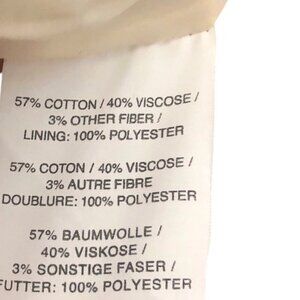 57% COTTON / 40% VISCOSE /
3% OTHER FIBER /
LINING: 100% POLYESTER
57% COTON / 40% VISCOSE /
3% AUTRE FIBRE
DOUBLURE: 100% POLYESTER
57% BAUMWOLLE /
40% VISKOSE /
3% SONSTIGE FASER /
FUTTER: 100% POLYESTER